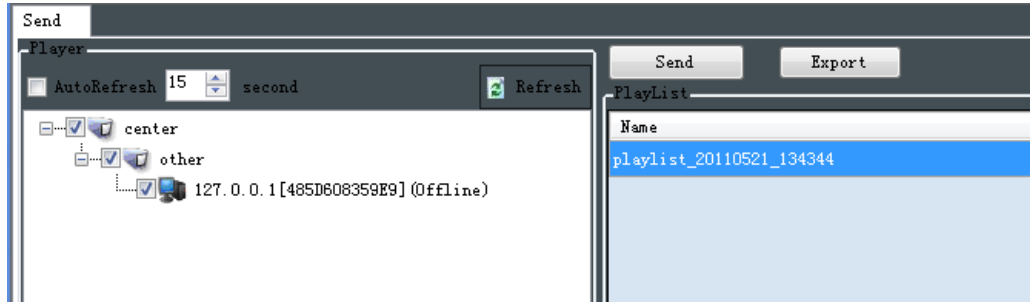 Send
Player
AutoRefresh 15 second Refresh
center
other
127.0.0.1[485D608359E9](Offline)
Send Export
PlayList
Name
playlist_20110521_134344